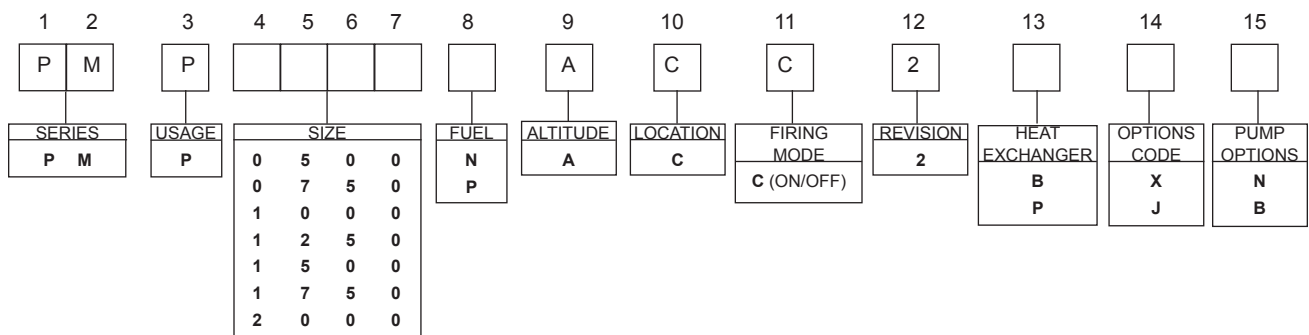 1 2 3 4 5 6 7 8 9 10 11 12 13 14 15
P M P A C C 2
SERIES USAGE SIZE FUEL ALTITUDE LOCATION FIRING MODE REVISION HEAT EXCHANGER OPTIONS CODE PUMP OPTIONS
P M P 0 5 0 0 N A C C (ON/OFF) 2 B X N
0 7 5 0 P P J B
1 0 0 0
1 2 5 0
1 5 0 0
1 7 5 0
2 0 0 0